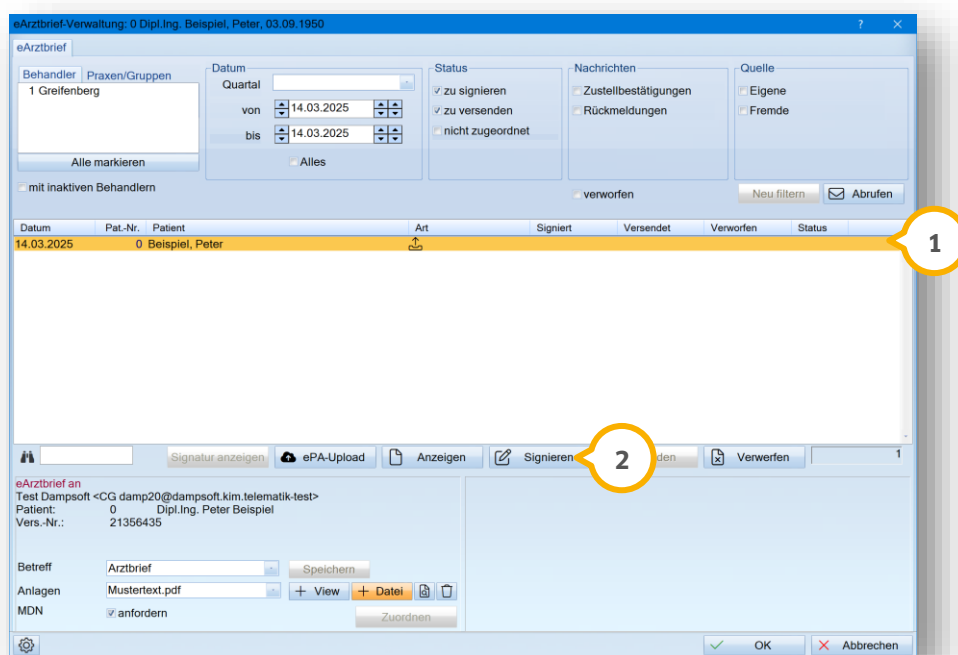 eArztbrief-Verwaltung: 0 Dipl.Ing. Beispiel, Peter, 03.09.1950
eArztbrief
Behandler Praxen/Gruppen
1 Greifenberg
Alle markieren
mit inaktiven Behandlern
Datum
Quartal
von 14.03.2025
bis 14.03.2025
Alles
Status
zu signieren
zu versenden
nicht zugeordnet
Nachrichten
Zustellbestätigungen
Rückmeldungen
verworfen
Quelle
Eigene
Fremde
Neu filtern Abrufen
Datum Pat.-Nr. Patient Art Signiert Versendet Verworfen Status
14.03.2025 0 Beispiel, Peter
1
Signatur anzeigen ePA-Upload Anzeigen Signieren 2 Verwerfen 1
eArztbrief an
Test Dampsoft <CG damp20@dampsoft.kim.telematik-test>
Patient: 0 Dipl.Ing. Peter Beispiel
Vers.-Nr.: 21356435
Betreff Arztbrief Speichern
Anlagen Mustertext.pdf + View + Datei
MDN anfordern Zuordnen
OK Abbrechen